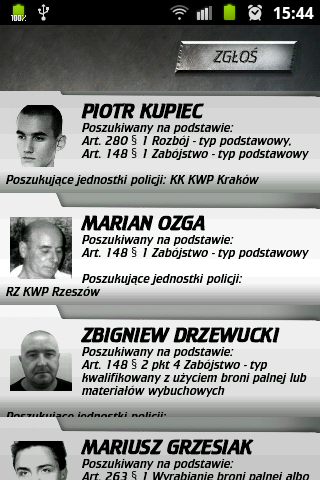 100%
15:44
ZGŁOŚ
PIOTR KUPIEC
Poszukiwany na podstawie:
Art. 280 § 1 Rozbój - typ podstawowy,
Art. 148 § 1 Zabójstwo - typ podstawowy
Poszukujące jednostki policji: KK KWP Kraków
MARIAN OZGA
Poszukiwany na podstawie:
Art. 148 § 1 Zabójstwo - typ podstawowy
Poszukujące jednostki policji:
RZ KWP Rzeszów
ZBIGNIEW DRZEWUCKI
Poszukiwany na podstawie:
Art. 148 § 2 pkt 4 Zabójstwo - typ
kwalifikowany z użyciem broni palnej lub
materiałów wybuchowych
Poszukujące jednostki policji:
MARIUSZ GRZESIAK
Poszukiwany na podstawie:
Art. 263 § 1 Wyrabianie broni palnej albo